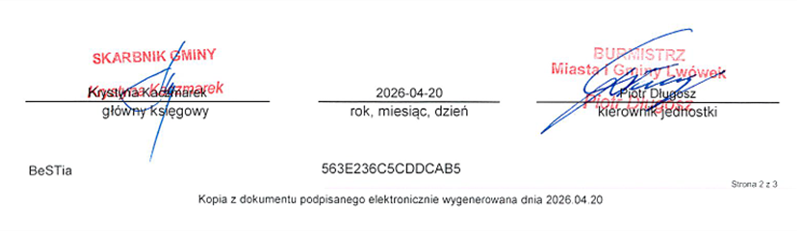 SKARBNIK GMINY
Krystyna Kaczmarek
Krystyna Kaczmarek
główny księgowy
2026-04-20
rok, miesiąc, dzień
BURMISTRZ
Miasta i Gminy Lwówek
Piotr Długosz
Piotr Długosz
kierownik jednostki
BeSTia
563E236C5CDDCAB5
Strona 2 z 3
Kopia z dokumentu podpisanego elektronicznie wygenerowana dnia 2026.04.20